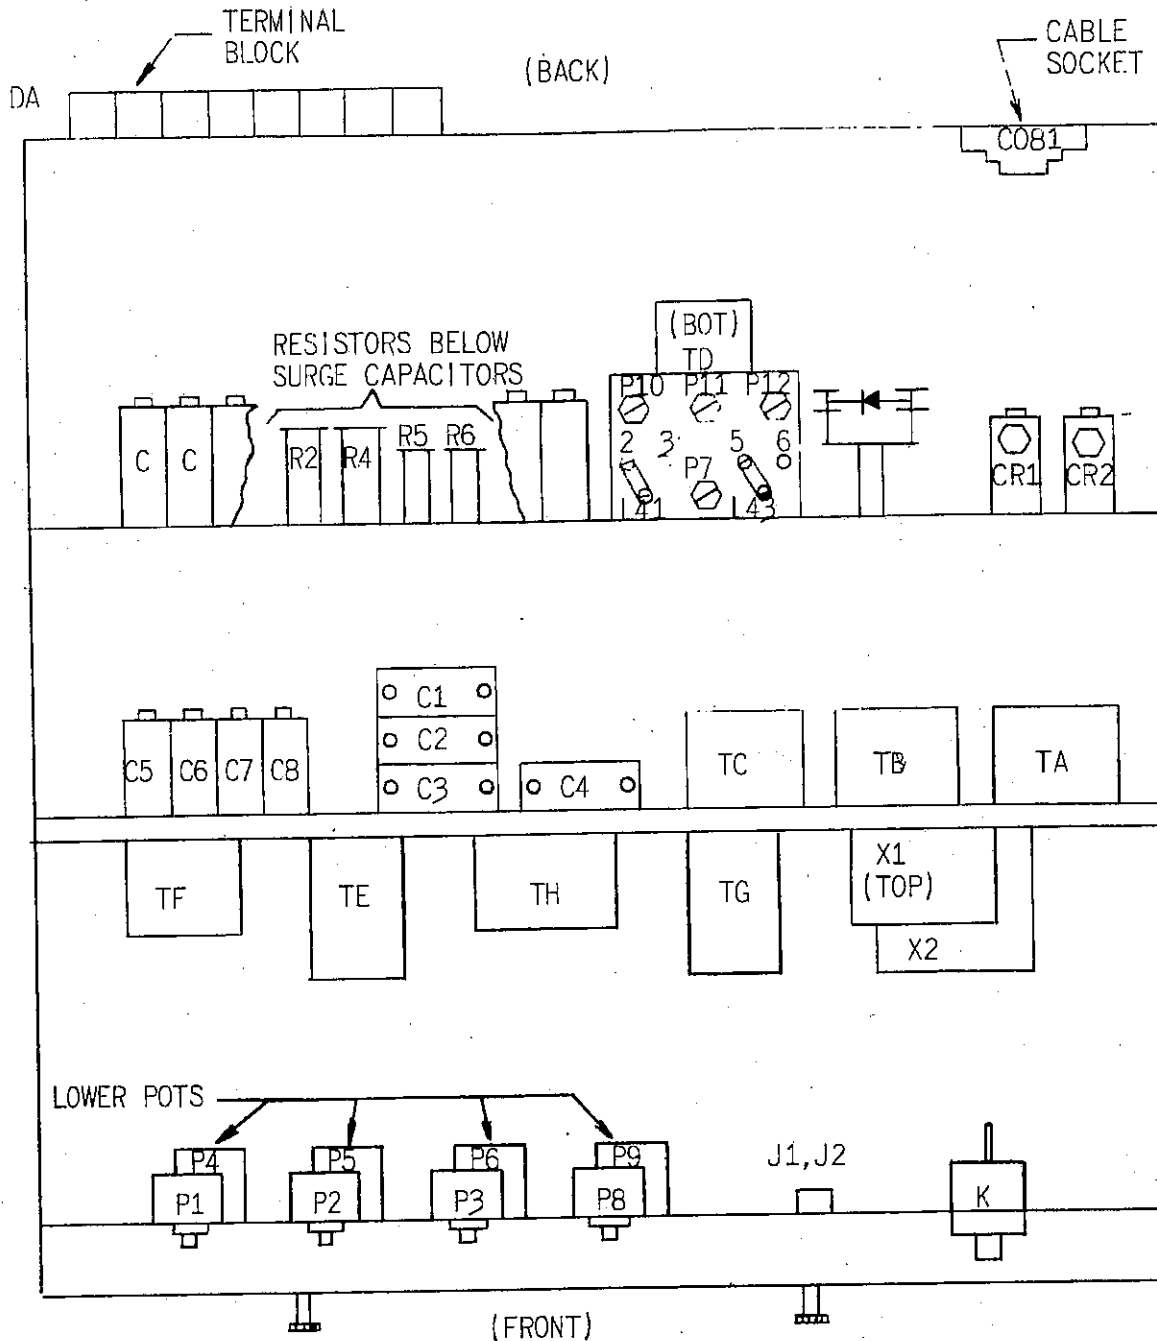 TERMINAL
BLOCK
CABLE
SOCKET
(BACK)
DA
C081
(BOT)
TD
RESISTORS BELOW
SURGE CAPACITORS
P10 P11 P12
C C R2 R4 R5 R6
2 3 5 6
P7
L41 L43
CR1 CR2
C1
C2
C3
C4
C5 C6 C7 C8
TC TB TA
TF TE TH TG
X1
(TOP)
X2
LOWER POTS
P4 P5 P6 P9
J1,J2
P1 P2 P3 P8 K
(FRONT)